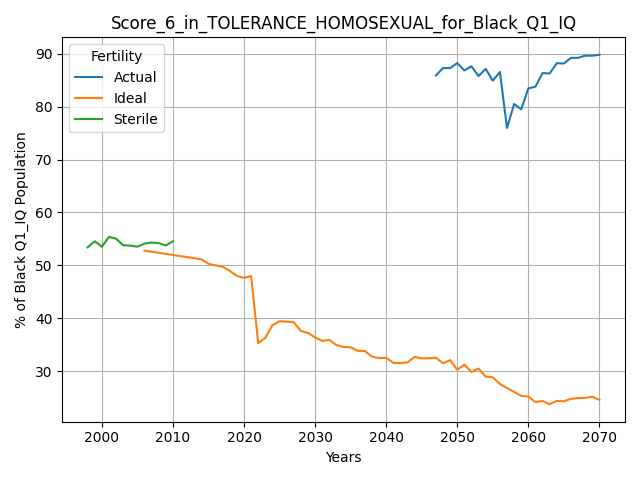 Score_6_in_TOLERANCE_HOMOSEXUAL_for_Black_Q1_IQ
Fertility
Actual
Ideal
Sterile
% of Black Q1_IQ Population
90
80
70
60
50
40
30
2000 2010 2020 2030 2040 2050 2060 2070
Years